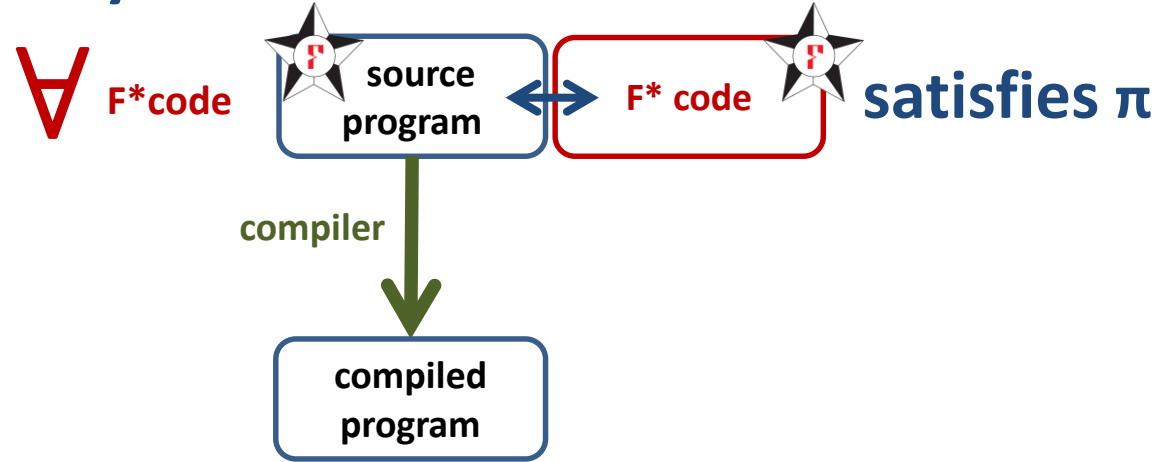 ∀ F*code
source
program
F* code
satisfies π
compiler
compiled
program